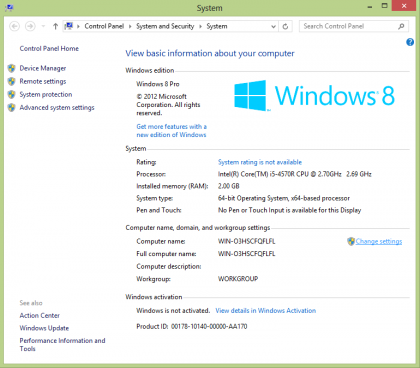 System
Control Panel
System and Security
System
Search Control Panel
Control Panel Home
Device Manager
Remote settings
System protection
Advanced system settings
View basic information about your computer
Windows edition
Windows 8 Pro
© 2012 Microsoft
Corporation. All rights
reserved.
Get more features with a
new edition of Windows
Windows 8
System
Rating: System rating is not available
Processor: Intel(R) Core(TM) i5-4570R CPU @ 2.70GHz 2.69 GHz
Installed memory (RAM): 2.00 GB
System type: 64-bit Operating System, x64-based processor
Pen and Touch: No Pen or Touch Input is available for this Display
Computer name, domain, and workgroup settings
Computer name: WIN-O3HSCFQFLFL Change settings
Full computer name: WIN-O3HSCFQFLFL
Computer description:
Workgroup: WORKGROUP
Windows activation
Windows is not activated. View details in Windows Activation
Product ID: 00178-10140-00000-AA170
See also
Action Center
Windows Update
Performance Information and
Tools